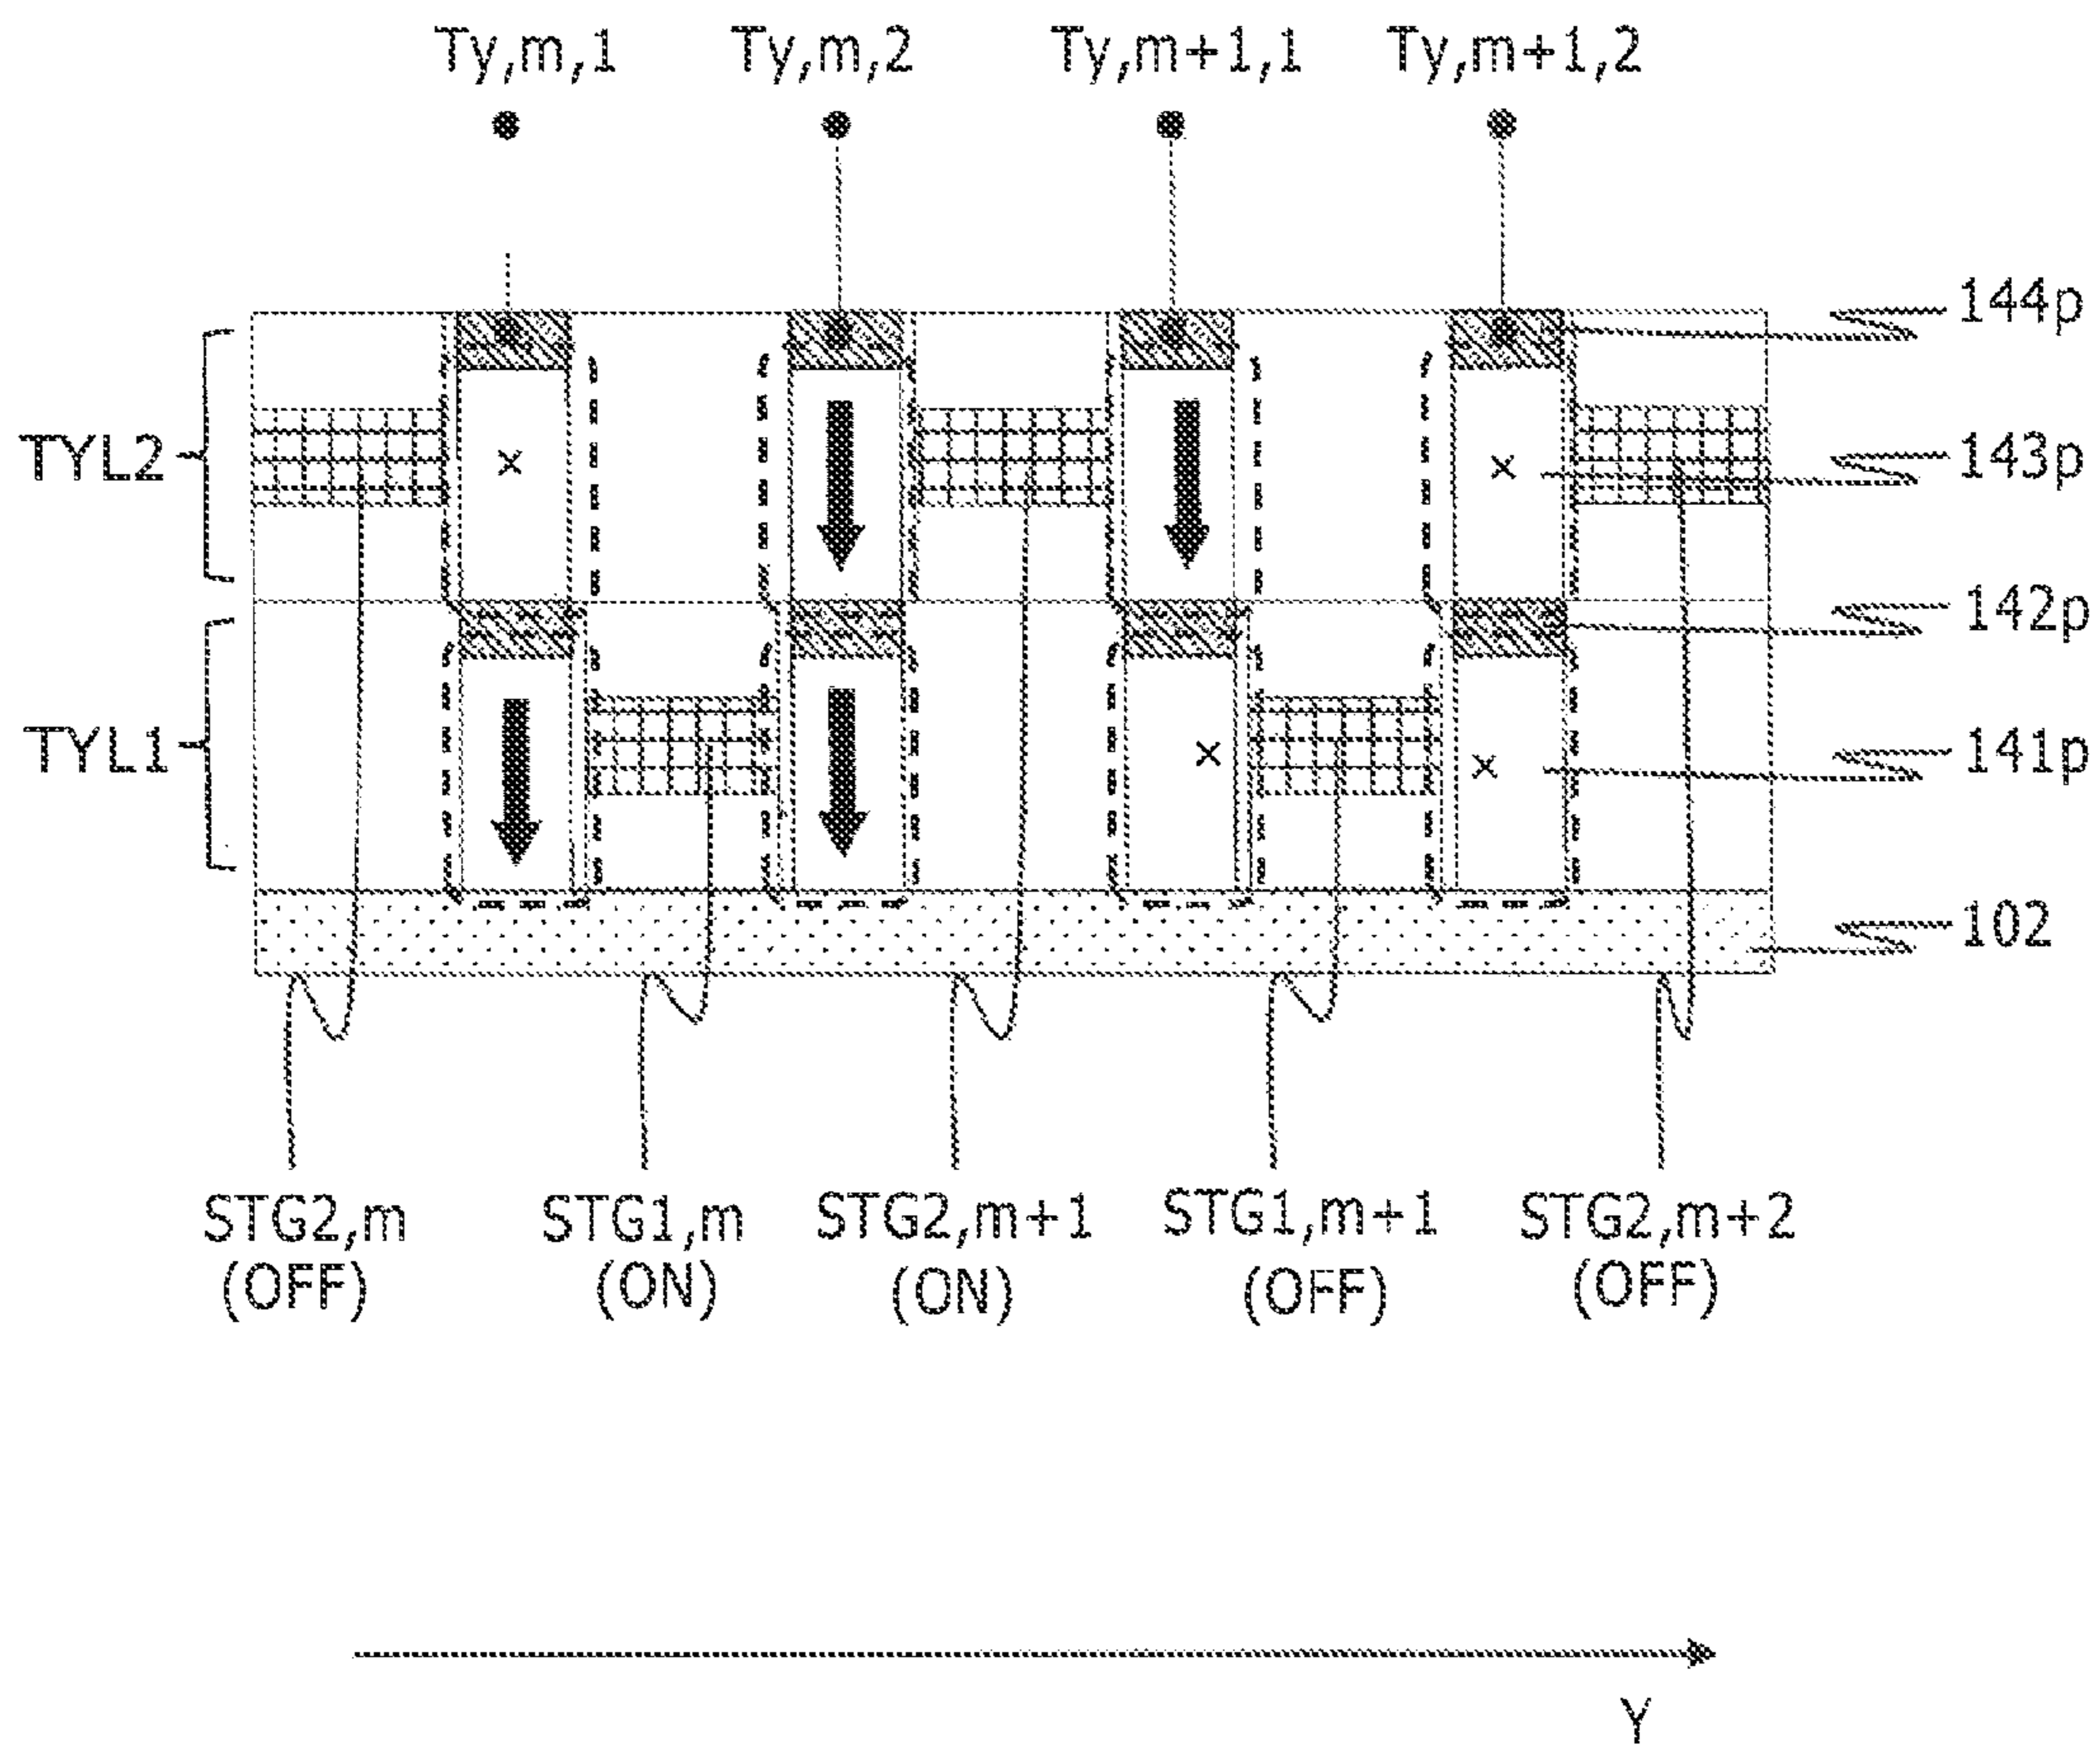 Ty,m,1 Ty,m,2 Ty,m+1,1 Ty,m+1,2
144p
TYL2
143p
142p
TYL1
141p
102
STG2,m STG1,m STG2,m+1 STG1,m+1 STG2,m+2
(OFF) (ON) (ON) (OFF) (OFF)
Y